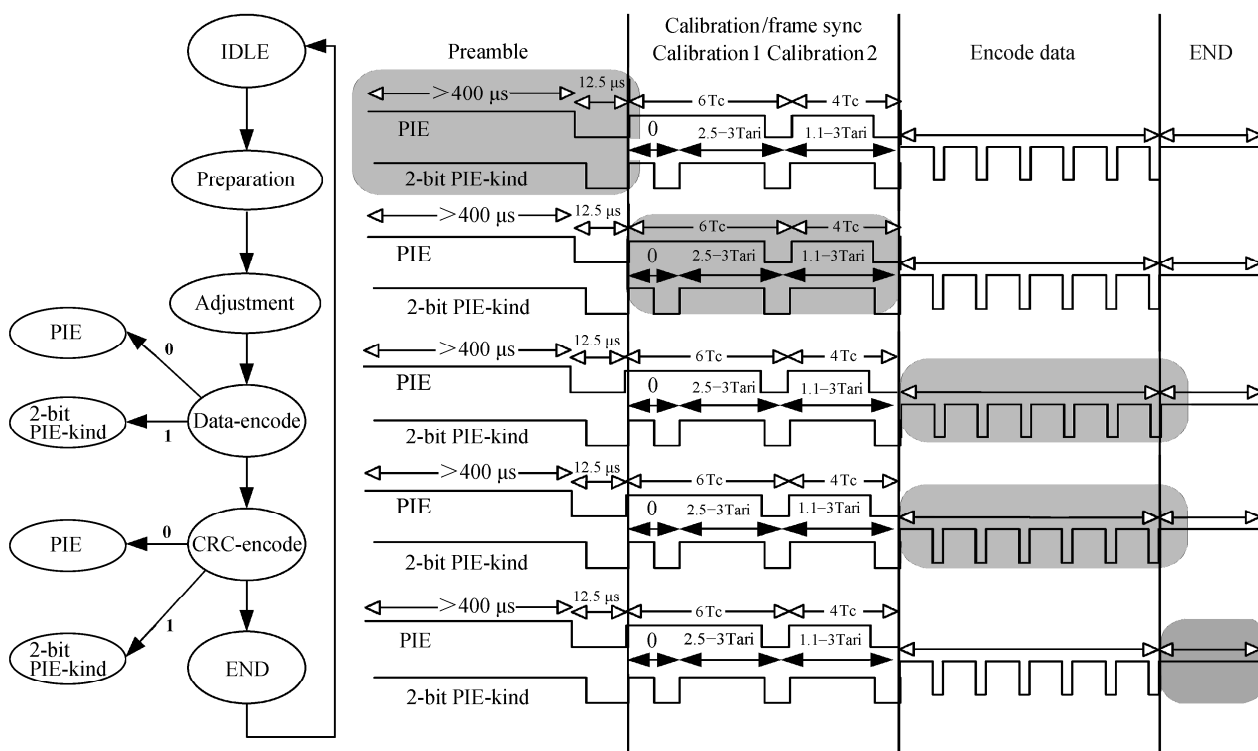 IDLE
Preparation
Adjustment
PIE
0
2-bit
PIE-kind
1
Data-encode
PIE
0
CRC-encode
1
2-bit
PIE-kind
END
Preamble
Calibration/frame sync
Calibration1 Calibration2
Encode data
END
>400 μs
12.5 μs
6Tc
4Tc
PIE
0
2.5−3Tari
1.1−3Tari
2-bit PIE-kind
>400 μs
12.5 μs
6Tc
4Tc
PIE
0
2.5−3Tari
1.1−3Tari
2-bit PIE-kind
>400 μs
12.5 μs
6Tc
4Tc
PIE
0
2.5−3Tari
1.1−3Tari
2-bit PIE-kind
>400 μs
12.5 μs
6Tc
4Tc
PIE
0
2.5−3Tari
1.1−3Tari
2-bit PIE-kind
>400 μs
12.5 μs
6Tc
4Tc
PIE
0
2.5−3Tari
1.1−3Tari
2-bit PIE-kind